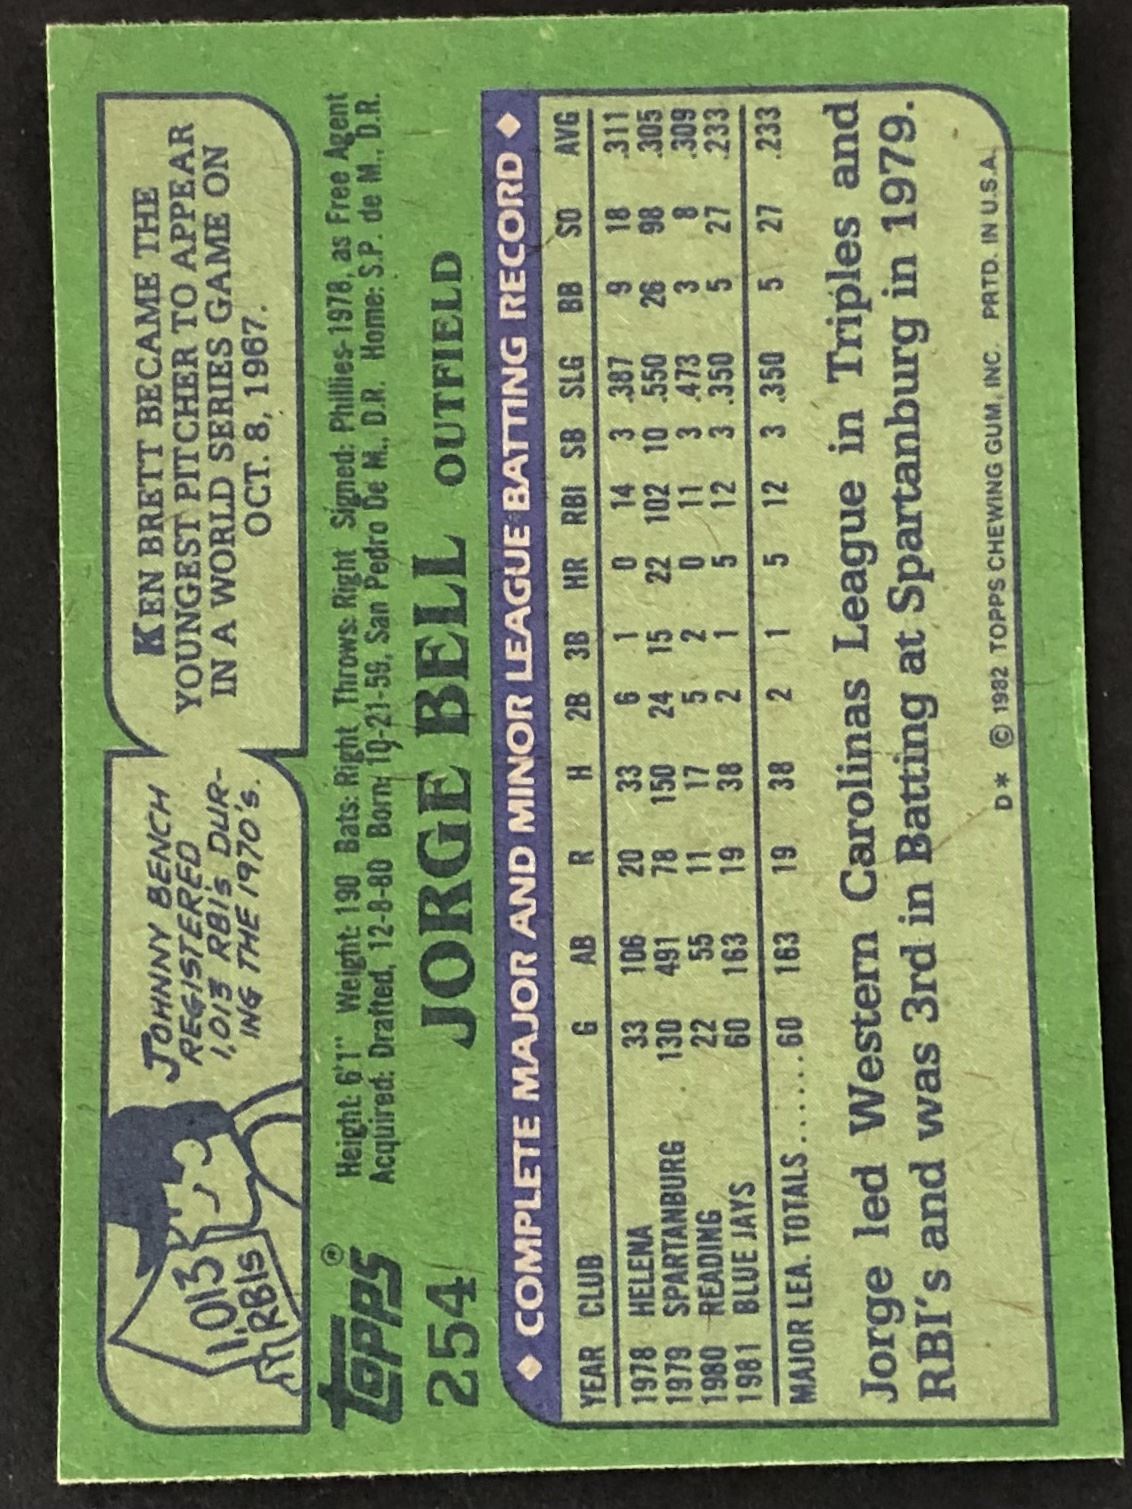 1,013
RBIs
JOHNNY BENCH
REGISTERED
1,013 RBI's DUR-
ING THE 1970's.
KEN BRETT BECAME THE
YOUNGEST PITCHER TO APPEAR
IN A WORLD SERIES GAME ON
OCT. 8, 1967.
TOPPS®
254
Height: 6'1" Weight: 190 Bats: Right Throws: Right Signed: Phillies-1978, as Free Agent
Acquired: Drafted, 12-8-80 Born: 10-21-59, San Pedro De M., D.R. Home: S.P. de M., D.R.
JORGE BELL OUTFIELD
COMPLETE MAJOR AND MINOR LEAGUE BATTING RECORD
YEAR CLUB G AB R H 2B 3B HR RBI SB SLG BB SO AVG
1978 HELENA 33 106 20 33 6 1 0 14 3 .387 9 18 .311
1979 SPARTANBURG 130 491 78 150 24 15 22 102 10 .550 26 98 .305
1980 READING 22 55 11 17 5 2 0 11 3 .473 3 8 .309
1981 BLUE JAYS 60 163 19 38 2 1 5 12 3 .350 5 27 .233
MAJOR LEA. TOTALS......60 163 19 38 2 1 5 12 3 .350 5 27 .233
Jorge led Western Carolinas League in Triples and
RBI's and was 3rd in Batting at Spartanburg in 1979.
D* © 1982 TOPPS CHEWING GUM, INC. PRTD. IN U.S.A.